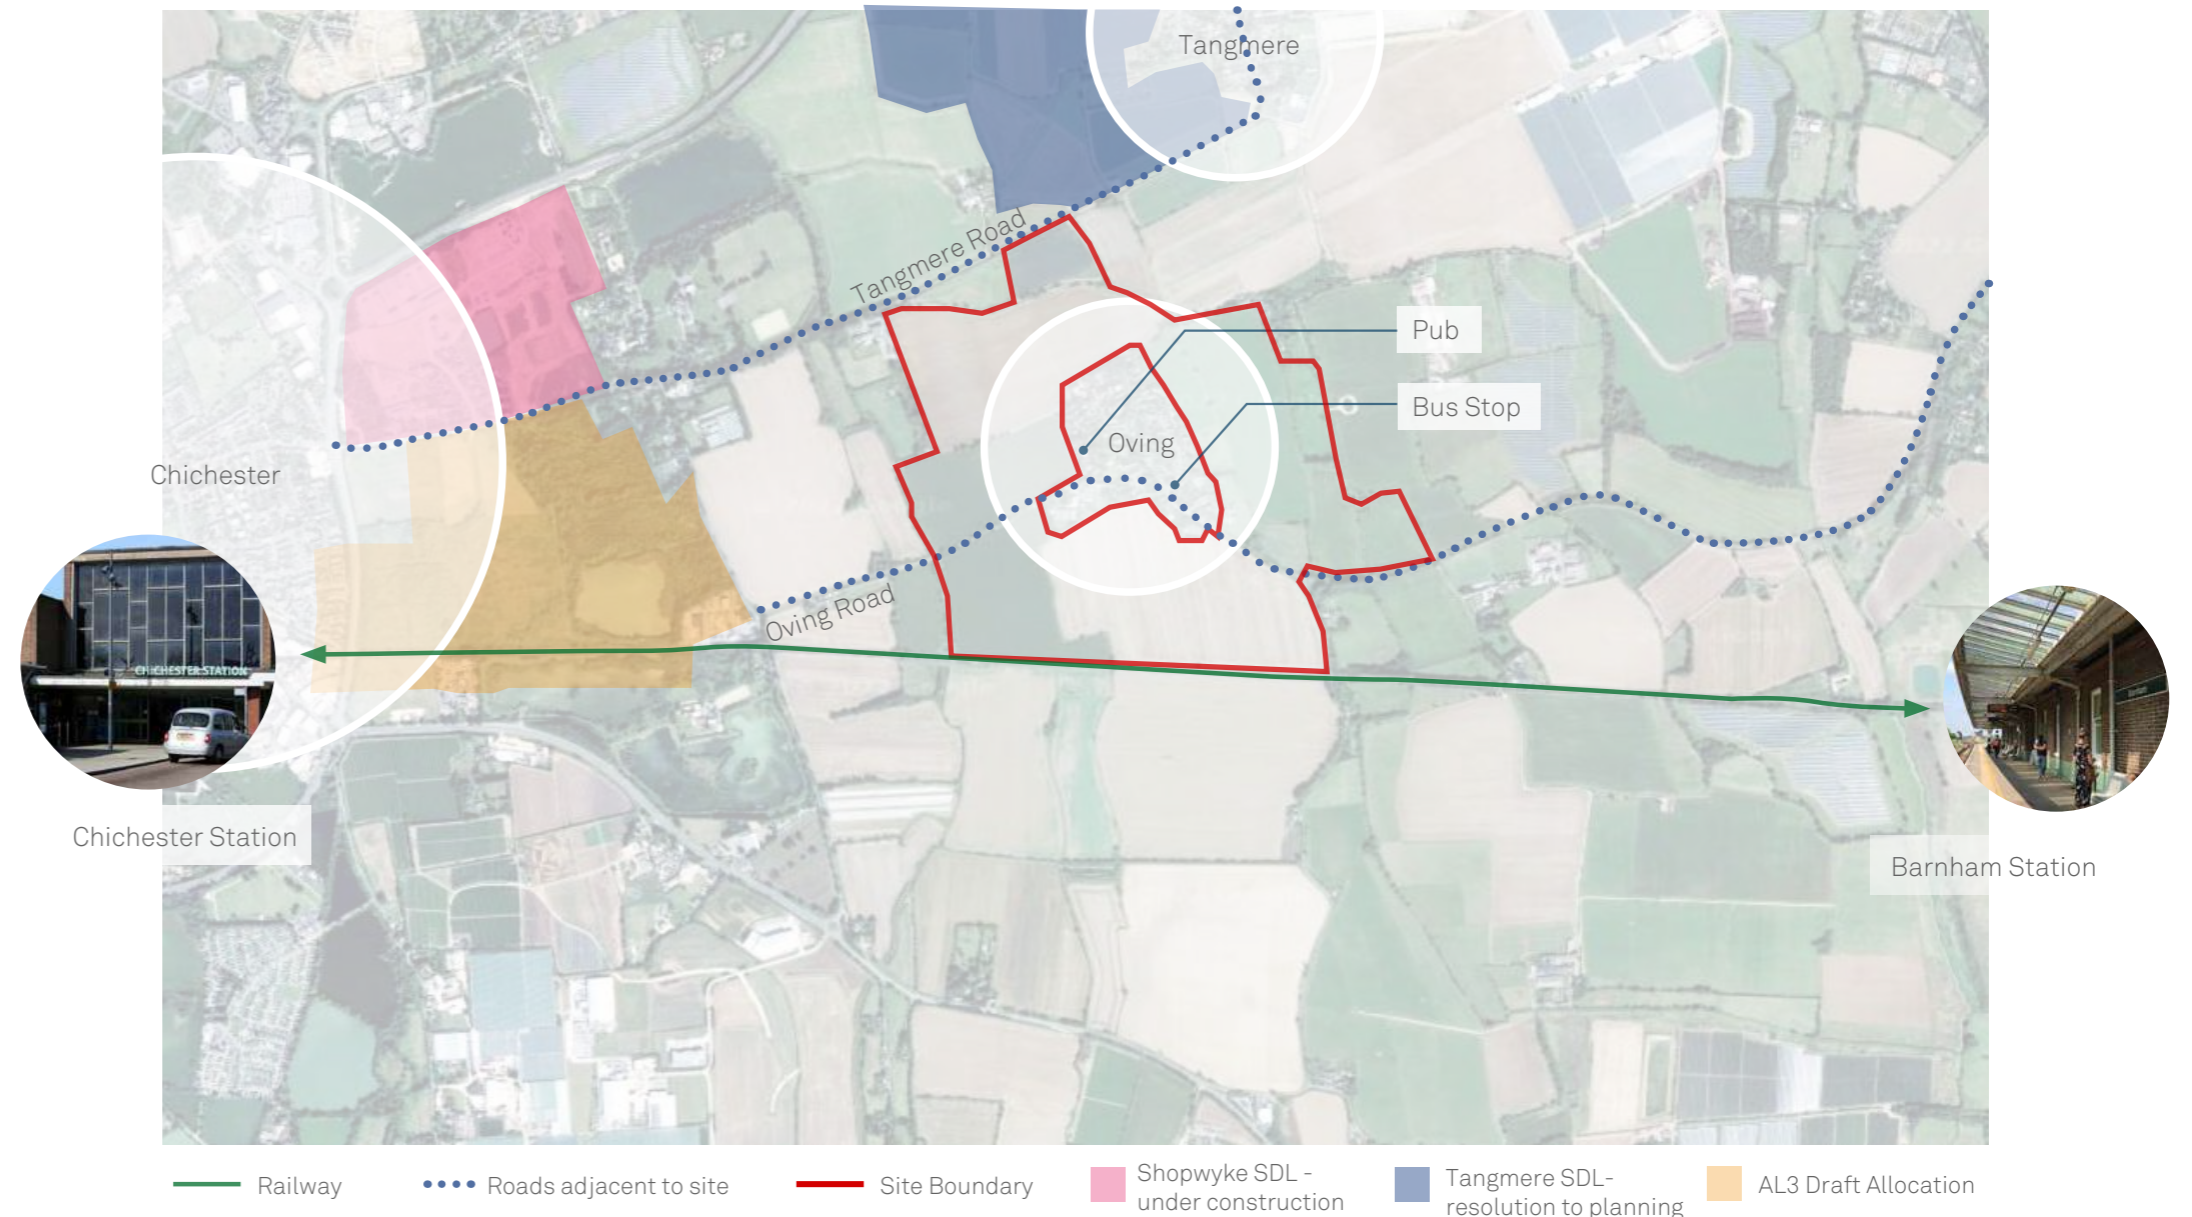 Tangmere
Tangmere Road
Pub
Bus Stop
Oving
Chichester
Oving Road
CHICHESTER STATION
Chichester Station
Barnham Station
Railway
Roads adjacent to site
Site Boundary
Shopwyke SDL -
under construction
Tangmere SDL-
resolution to planning
AL3 Draft Allocation